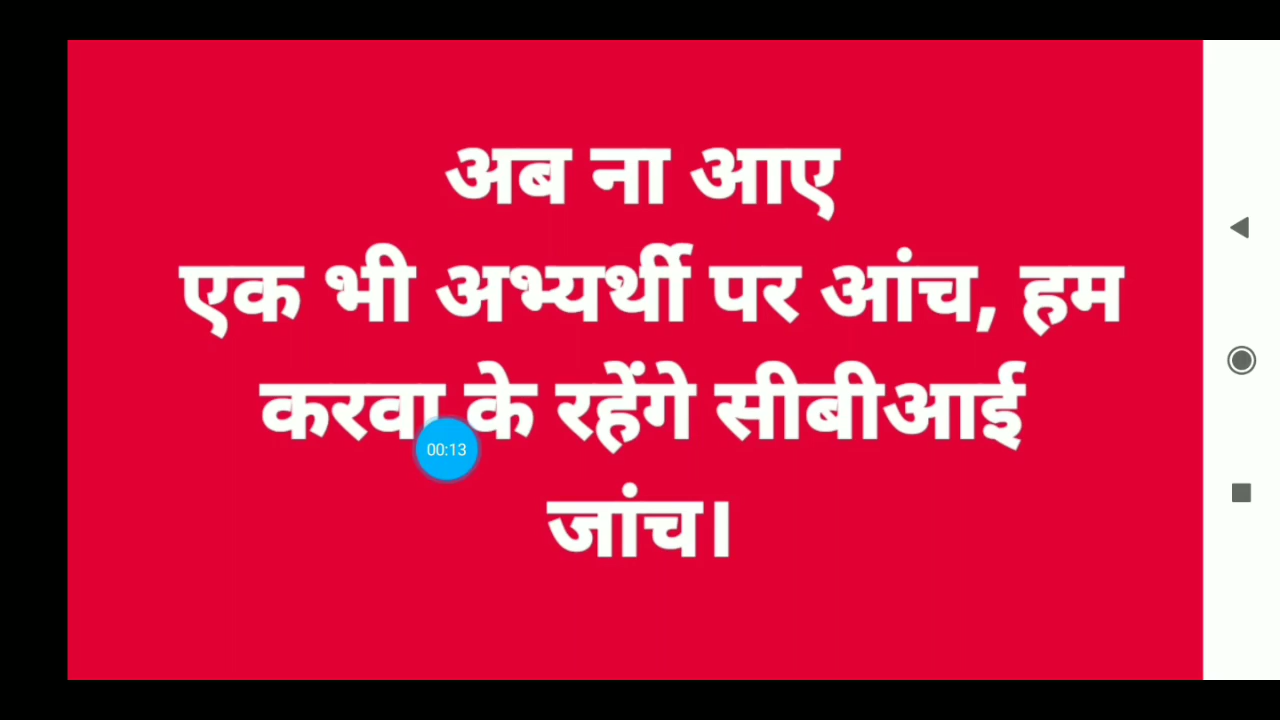 अब ना आए
एक भी अभ्यर्थी पर आंच, हम
करवा के रहेंगे सीबीआई
जांच।
00:13